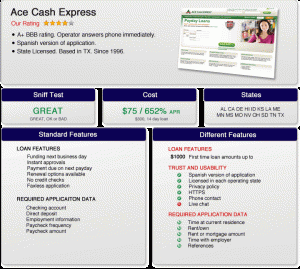 Ace Cash Express
Our Rating
A+ BBB rating. Operator answers phone immediately.
Spanish version of application.
State Licensed. Based in TX. Since 1996.
Payday Loans
Sniff Test
GREAT
GREAT, OK or BAD
Cost
$75 / 652% APR
$300, 14 day loan
States
AL CA DE HI ID KS LA ME
MN MS MO NV OH SD TN TX
Standard Features
LOAN FEATURES
Funding next business day
Instant approvals
Payment due on next payday
Renewal options available
No credit checks
Faxless application
REQUIRED APPLICAITON DATA
Checking account
Direct deposit
Employment information
Paycheck frequency
Paycheck amount
Different Features
LOAN FEATURES
$1000 First time loan amounts up to
TRUST AND USABILITY
Spanish version of application
Licensed in each operating state
Privacy policy
HTTPS
Phone contact
Live chat
REQUIRED APPLICATION DATA
Time at current residence
Rent/own
Rent or mortgage amount
Time with employer
References